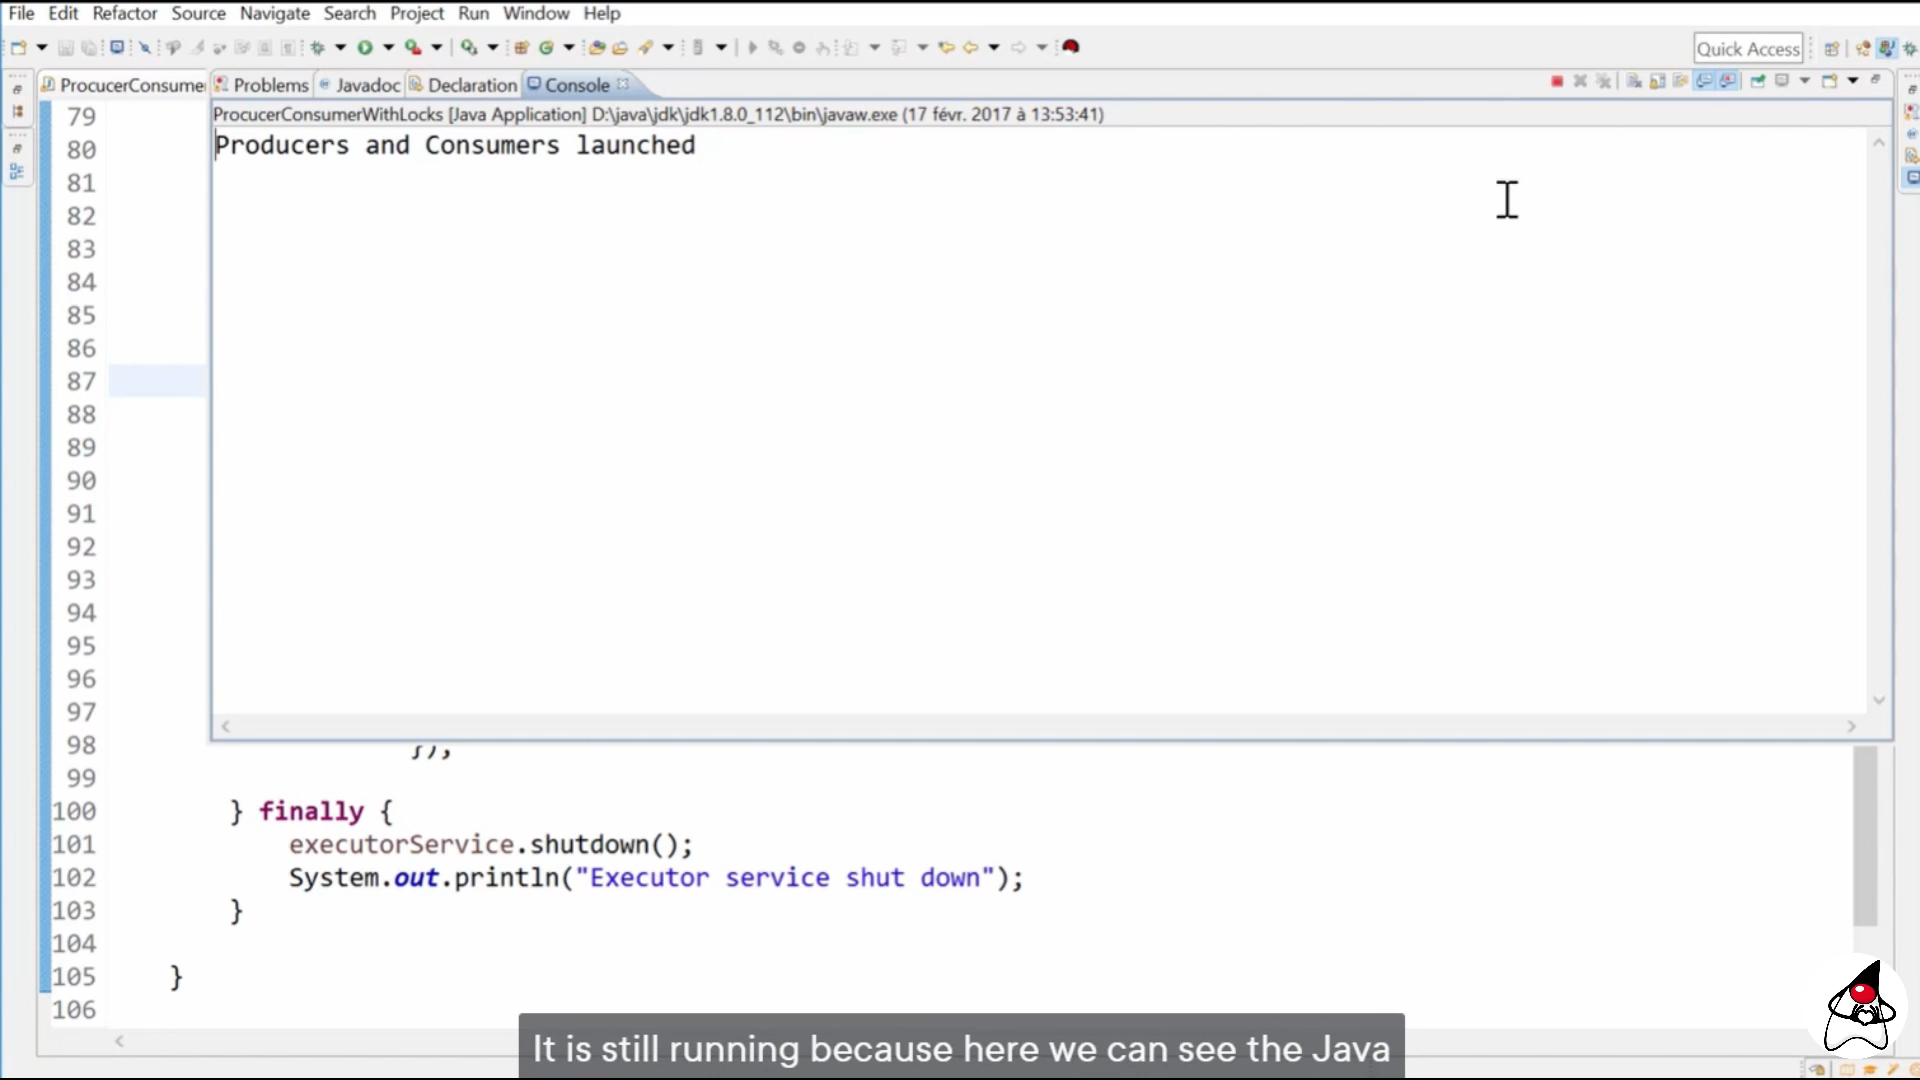 File Edit Refactor Source Navigate Search Project Run Window Help
Quick Access
ProcucerConsume
Problems Javadoc Declaration Console
ProcucerConsumerWithLocks [Java Application] D:\java\jdk\jdk1.8.0_112\bin\javaw.exe (17 févr. 2017 à 13:53:41)
Producers and Consumers launched
79
80
81
82
83
84
85
86
87
88
89
90
91
92
93
94
95
96
97
98 });
99
100 } finally {
101 executorService.shutdown();
102 System.out.println("Executor service shut down");
103 }
104
105 }
106
It is still running because here we can see the Java